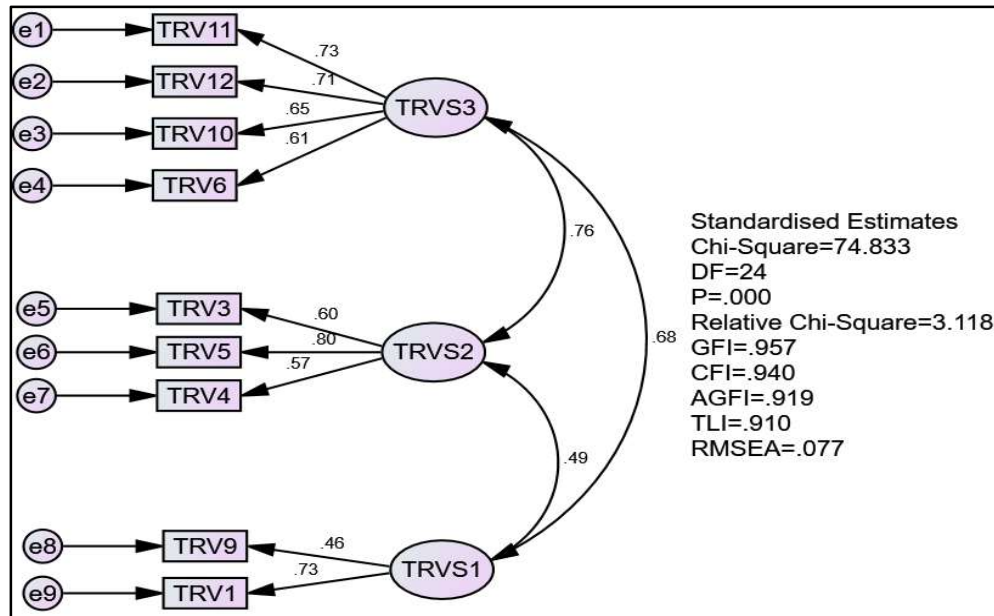 e1
TRV11
.73
e2
TRV12
.71
TRVS3
e3
TRV10
.65
.61
e4
TRV6
.76
Standardised Estimates
Chi-Square=74.833
DF=24
P=.000
Relative Chi-Square=3.118
GFI=.957
CFI=.940
AGFI=.919
TLI=.910
RMSEA=.077
.68
e5
TRV3
.60
e6
TRV5
.80
TRVS2
e7
TRV4
.57
.49
e8
TRV9
.46
TRVS1
e9
TRV1
.73